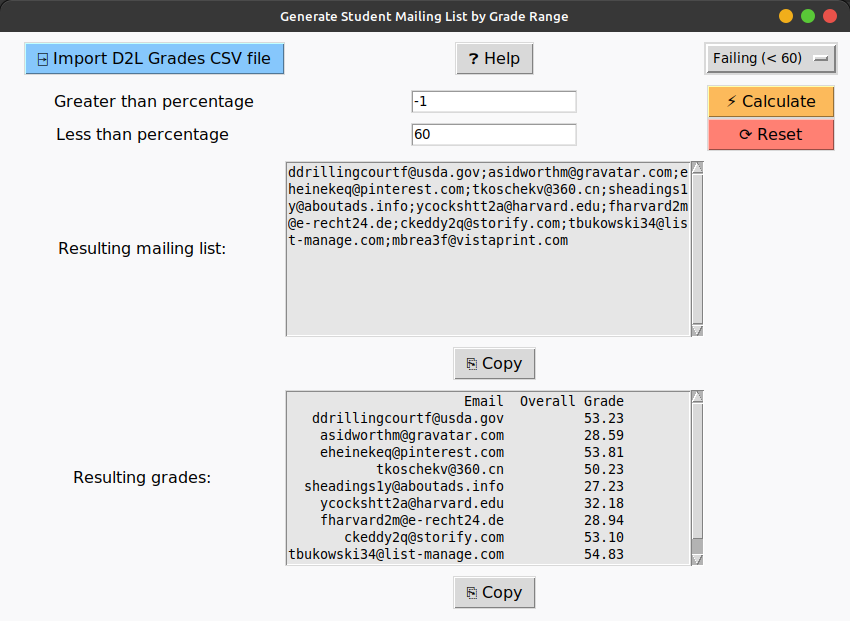 Generate Student Mailing List by Grade Range
Import D2L Grades CSV file
? Help
Failing (< 60)
Greater than percentage
-1
⚡ Calculate
Less than percentage
60
⟳ Reset
Resulting mailing list:
ddrillingcourtf@usda.gov;asidworthm@gravatar.com;e
heinekeq@pinterest.com;tkoschekv@360.cn;sheadings1
y@aboutads.info;ycockshtt2a@harvard.edu;fharvard2m
@e-recht24.de;ckeddy2q@storify.com;tbukowski34@lis
t-manage.com;mbrea3f@vistaprint.com
Copy
Resulting grades:
Email Overall Grade
ddrillingcourtf@usda.gov 53.23
asidworthm@gravatar.com 28.59
eheinekeq@pinterest.com 53.81
tkoschekv@360.cn 50.23
sheadings1y@aboutads.info 27.23
ycockshtt2a@harvard.edu 32.18
fharvard2m@e-recht24.de 28.94
ckeddy2q@storify.com 53.10
tbukowski34@list-manage.com 54.83
Copy